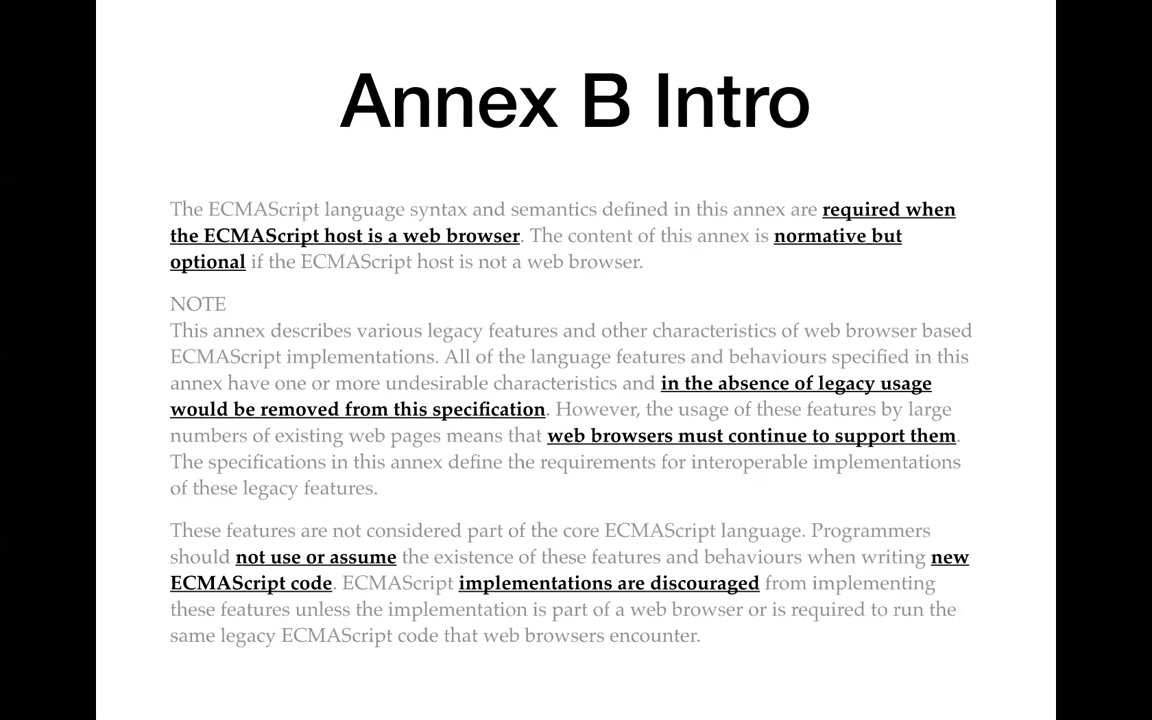 Annex B Intro
The ECMAScript language syntax and semantics defined in this annex are required when
the ECMAScript host is a web browser. The content of this annex is normative but
optional if the ECMAScript host is not a web browser.
NOTE
This annex describes various legacy features and other characteristics of web browser based
ECMAScript implementations. All of the language features and behaviours specified in this
annex have one or more undesirable characteristics and in the absence of legacy usage
would be removed from this specification. However, the usage of these features by large
numbers of existing web pages means that web browsers must continue to support them.
The specifications in this annex define the requirements for interoperable implementations
of these legacy features.
These features are not considered part of the core ECMAScript language. Programmers
should not use or assume the existence of these features and behaviours when writing new
ECMAScript code. ECMAScript implementations are discouraged from implementing
these features unless the implementation is part of a web browser or is required to run the
same legacy ECMAScript code that web browsers encounter.